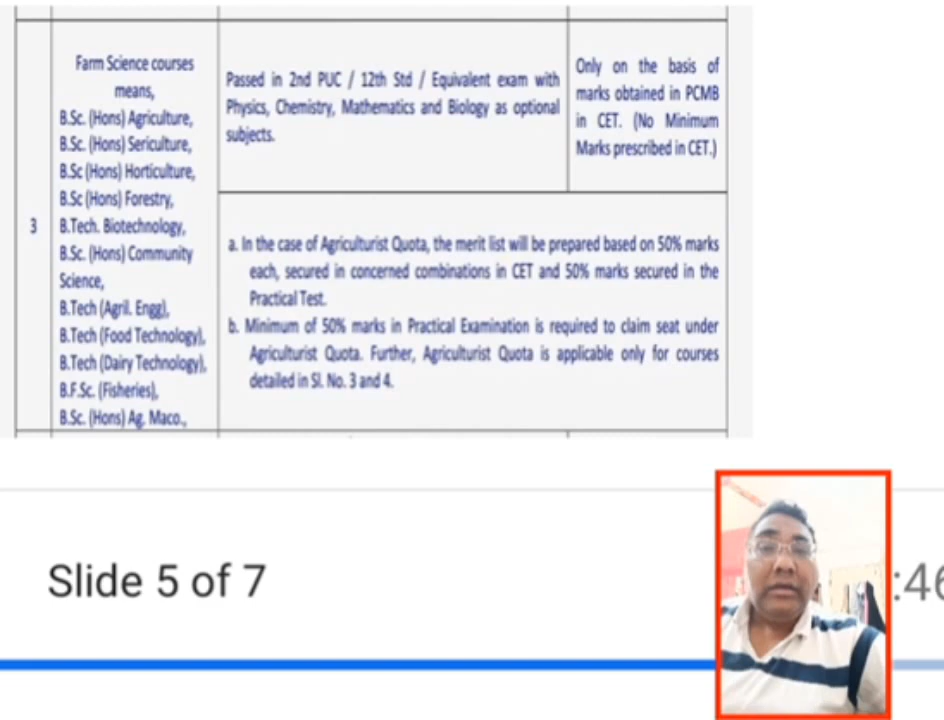 3
Farm Science courses
means,
B.Sc. (Hons) Agriculture,
B.Sc. (Hons) Sericulture,
B.Sc (Hons) Horticulture,
B.Sc (Hons) Forestry,
B.Tech. Biotechnology,
B.Sc. (Hons) Community
Science,
B.Tech (Agril. Engg),
B.Tech (Food Technology),
B.Tech (Dairy Technology),
B.F.Sc. (Fisheries),
B.Sc. (Hons) Ag. Maco.,
Passed in 2nd PUC / 12th Std / Equivalent exam with
Physics, Chemistry, Mathematics and Biology as optional
subjects.
Only on the basis of
marks obtained in PCMB
in CET. (No Minimum
Marks prescribed in CET.)
a. In the case of Agriculturist Quota, the merit list will be prepared based on 50% marks
each, secured in concerned combinations in CET and 50% marks secured in the
Practical Test.
b. Minimum of 50% marks in Practical Examination is required to claim seat under
Agriculturist Quota. Further, Agriculturist Quota is applicable only for courses
detailed in Sl. No. 3 and 4.
Slide 5 of 7
:46